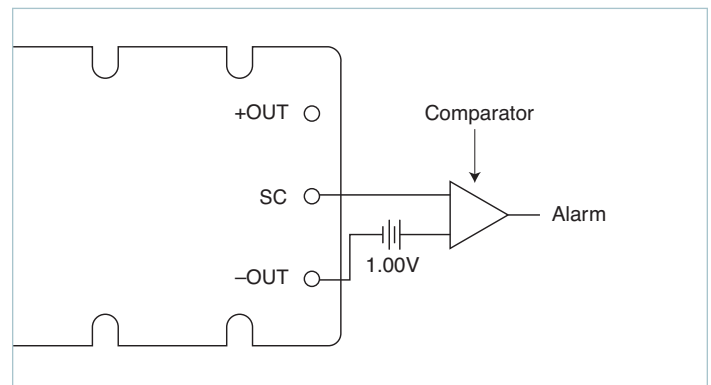 +OUT
Comparator
SC
Alarm
1.00V
–OUT